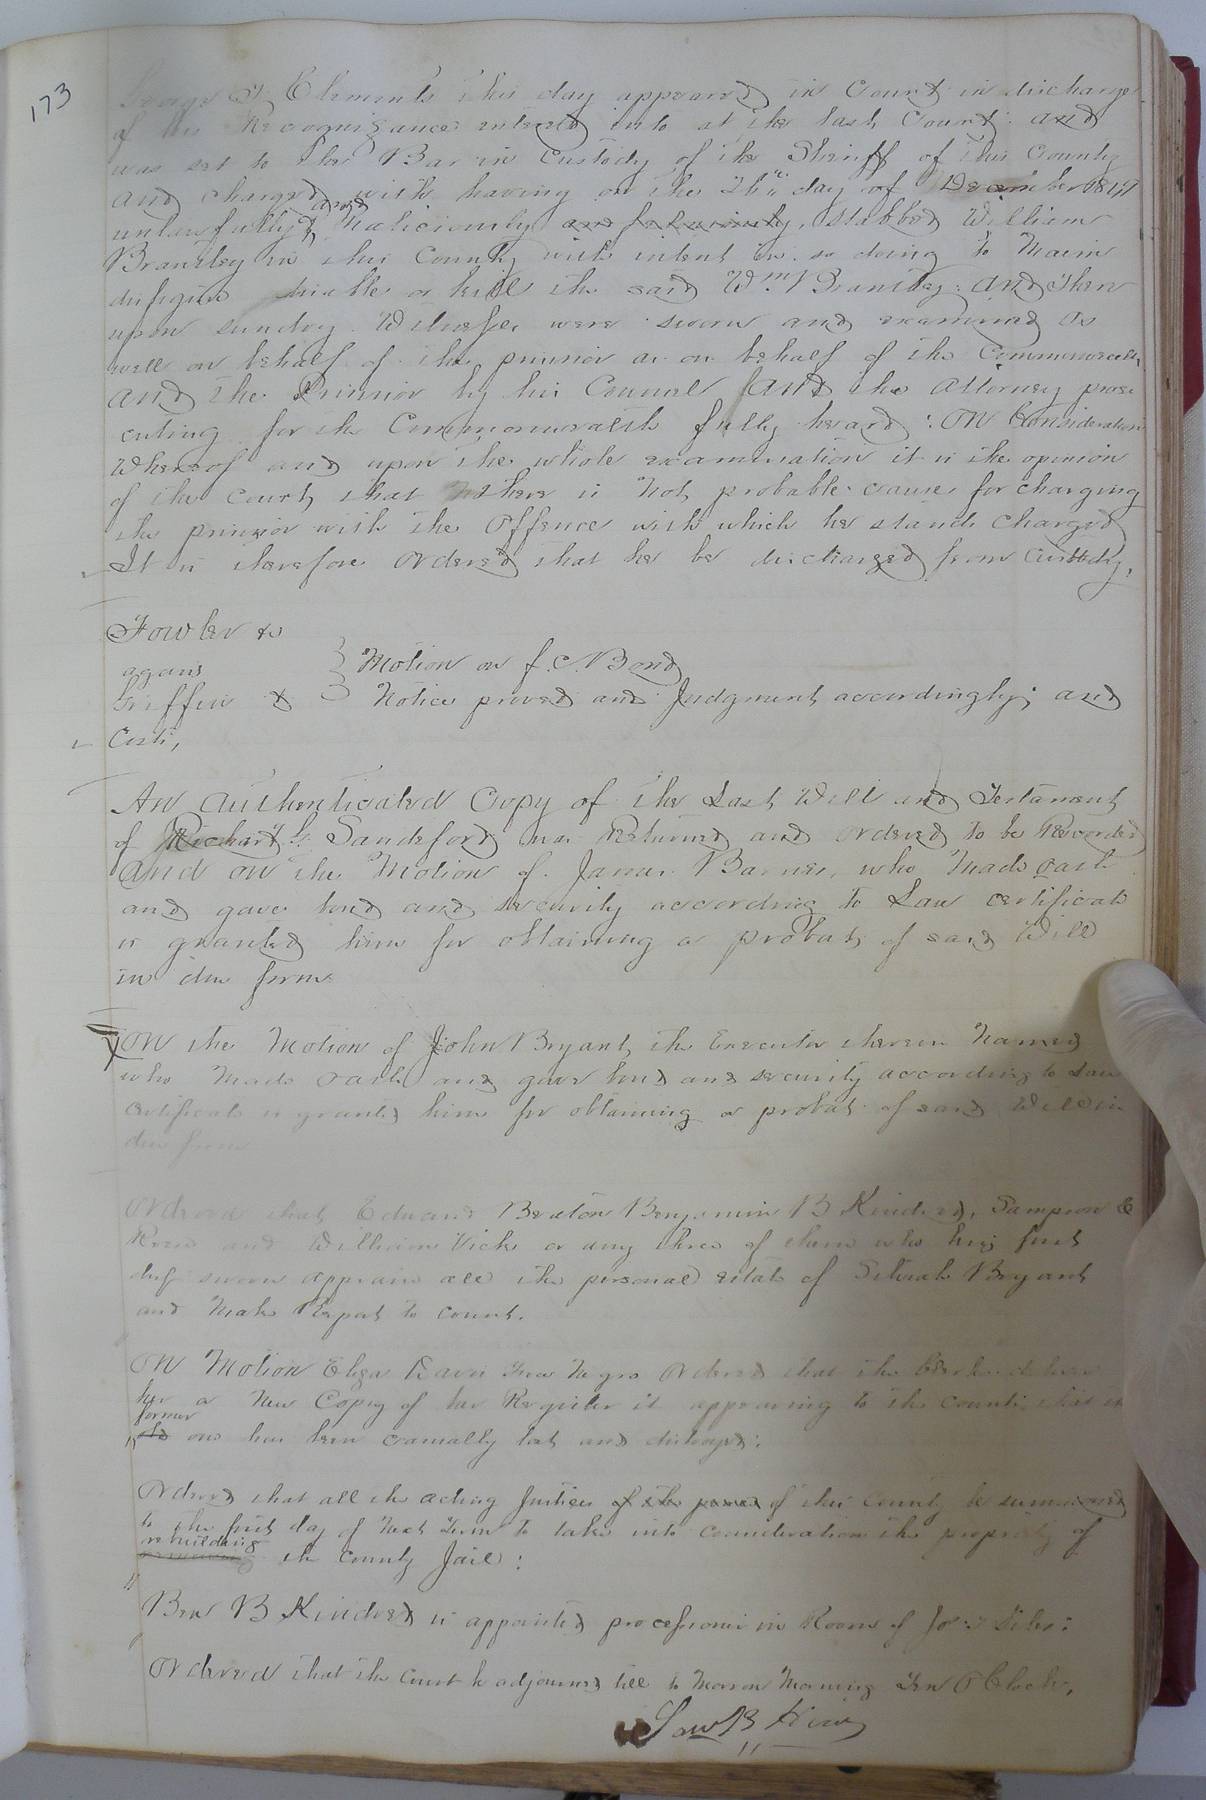 173
George T. Clements this day appeared in Court in discharge
of his Recognizance entered into at the last Court and
was set to the Bar in Custody of the Sheriff of this County
and charged with having on the day of December 1847
unlawfully and Maliciously and feloniously, stabbed William
Brantley in this County with intent in so doing to Maim
disfigure disable or kill the said Wm Brantley: and There
upon sundry Witnesses were sworn and examined as
well on behalf of the prisoner as on behalf of the Commonwealth
and the Prisoner by his Counsel and the Attorney prose
cuting for the Commonwealth fully heard: On Consideration
Whereof and upon the whole examination it is the opinion
of the Court that there is Not probable cause for charging
the prisoner with the Offence with which he stands charged
It is therefore ordered that he be discharged from Custody.
Fowler &c
agans
Griffin &
Motion on f. c. Bond
Notice proved and Judgment accordingly; and
Costs,
An authenticated Copy of the Last Will and Testament
of Richard G. Sandeford was Returned and ordered to be Recorded
and on the Motion of James Barnes, who Made oath
and gave bond and security according to Law certificate
is granted him for obtaining a probat of said Will
in due form
On the Motion of John Bryant, the Executor therein Named
who Made oath and gave bond and security according to Law
Certificate is granted him for obtaining a probat of said Will in
due form
Ordered that Edward Beaton Benjamin B Kindred, Sampson C
Reese and William Vick or any three of them who being first
duly sworn appraise all the personal estate of Bryant
and Make Report to court.
On Motion Eliza Davis free Negro Ordered that the Clerk deliver
her a New Copy of her Register it appearing to the court that
former
one has been casually lost and distroyed:
Ordered that all the acting Justices of the peace of this County be summoned
to the first day of Next Term to take into consideration the propriety of
rebuilding
the County Jail:
Ben B Kindred is appointed processioner in Room of
Ordered that the Court be adjourned till to Morrow Morning Ten O Clock,